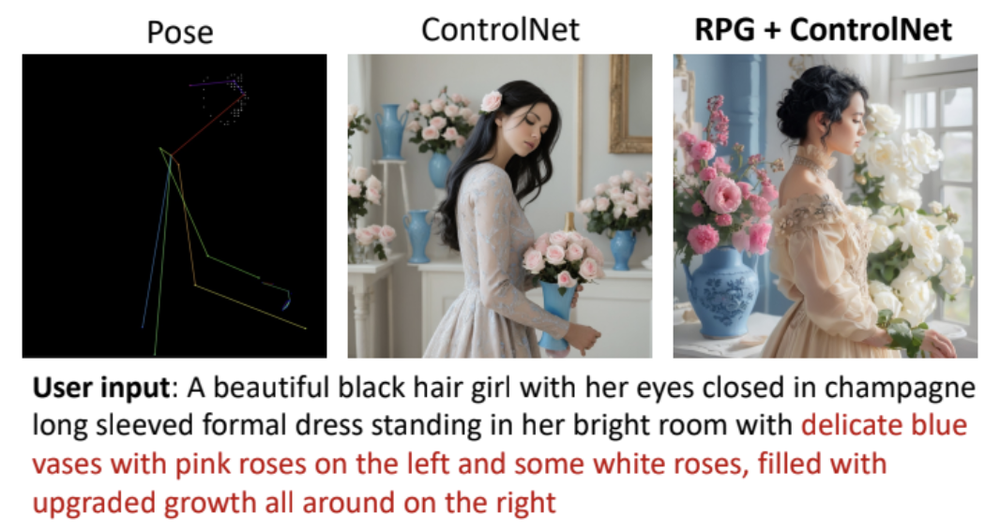 Pose
ControlNet
RPG + ControlNet
User input: A beautiful black hair girl with her eyes closed in champagne
long sleeved formal dress standing in her bright room with delicate blue
vases with pink roses on the left and some white roses, filled with
upgraded growth all around on the right